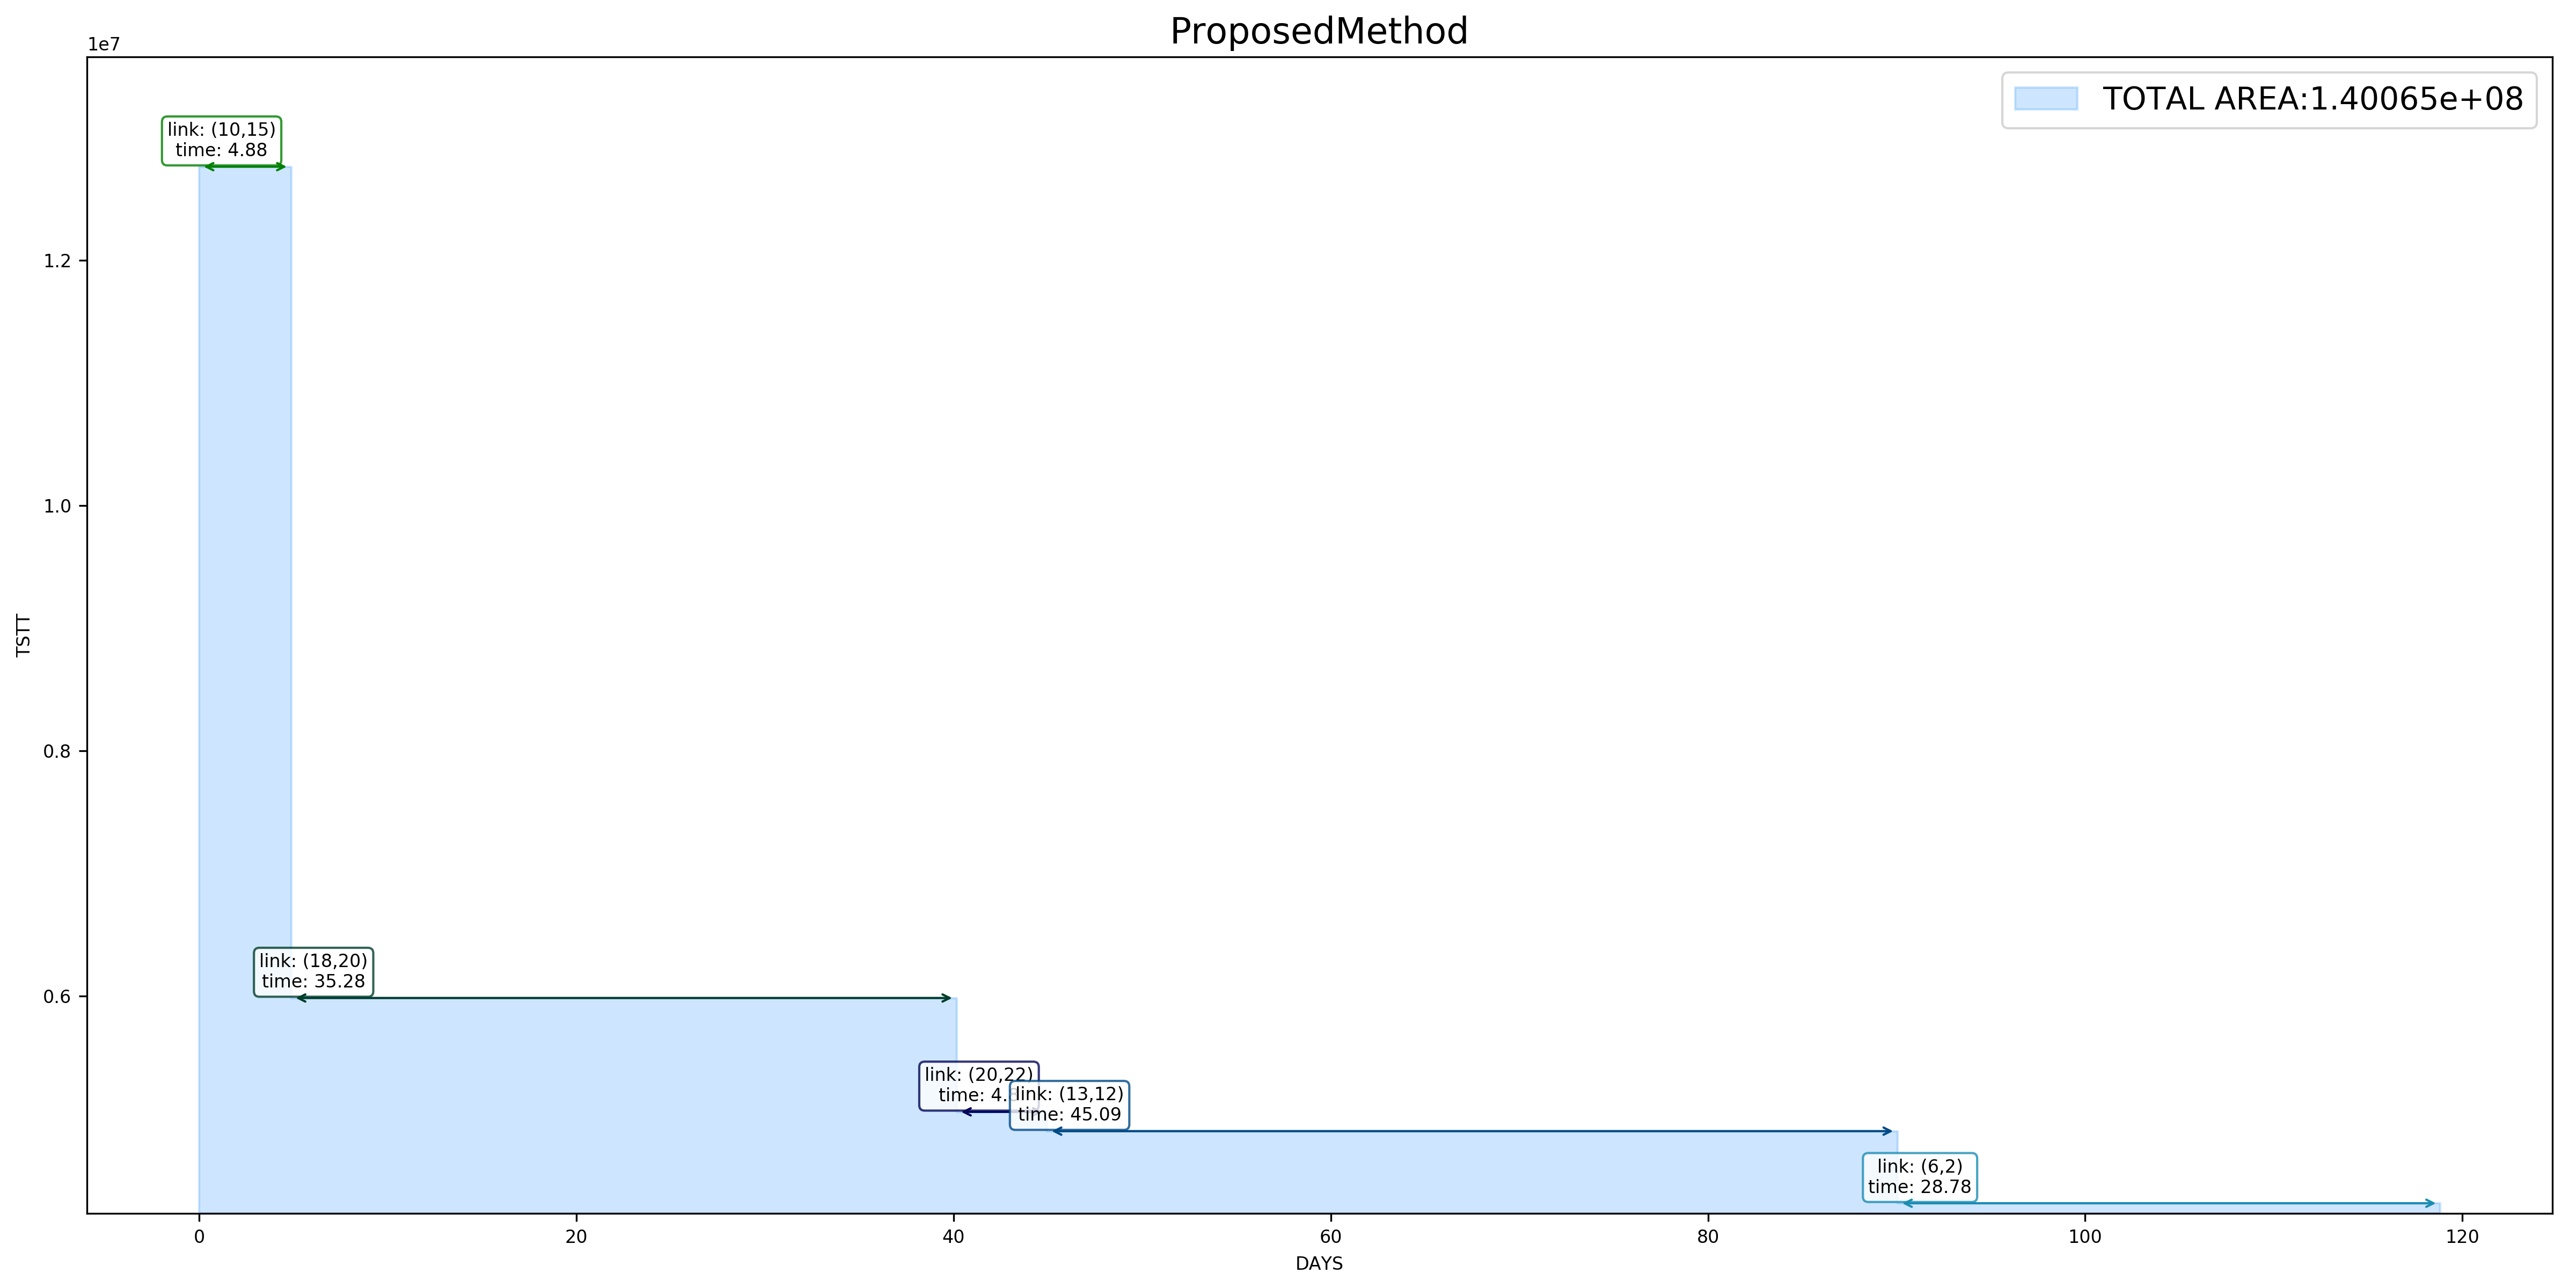 ProposedMethod
1e7
TOTAL AREA:1.40065e+08
link: (10,15)
time: 4.88
1.2
1.0
0.8
TSTT
link: (18,20)
time: 35.28
0.6
link: (20,22)
time:
link: (13,12)
time: 45.09
link: (6,2)
time: 28.78
0
20
40
60
80
100
120
DAYS